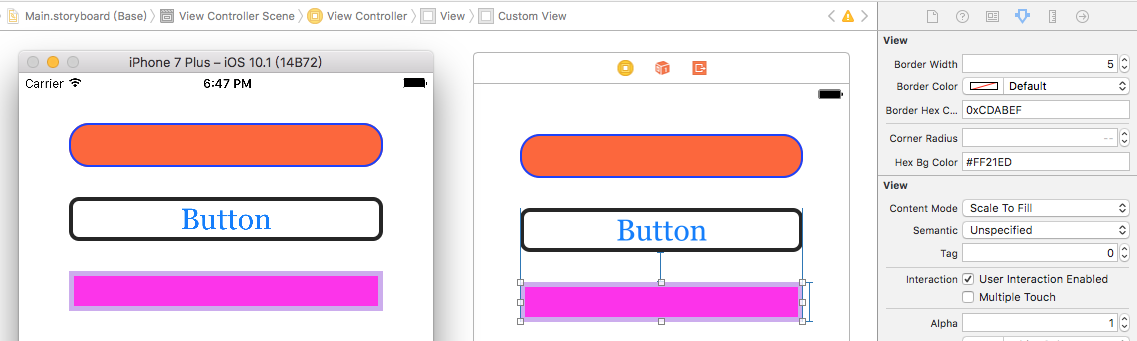 Main.storyboard (Base) View Controller Scene View Controller View Custom View
iPhone 7 Plus – iOS 10.1 (14B72)
Carrier 6:47 PM
Button
Button
View
Border Width 5
Border Color Default
Border Hex C... 0xCDABEF
Corner Radius --
Hex Bg Color #FF21ED
View
Content Mode Scale To Fill
Semantic Unspecified
Tag 0
Interaction User Interaction Enabled
Multiple Touch
Alpha 1